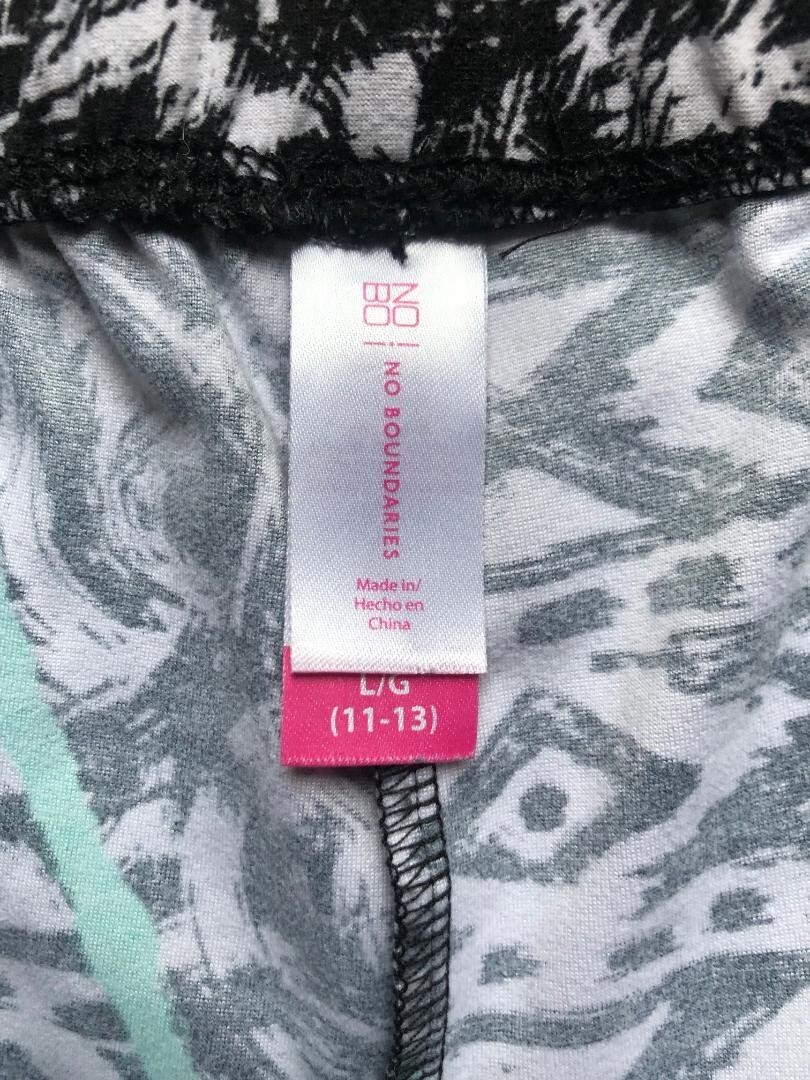 NO
BO
NO BOUNDARIES
Made in/
Hecho en
China
L/G
(11-13)